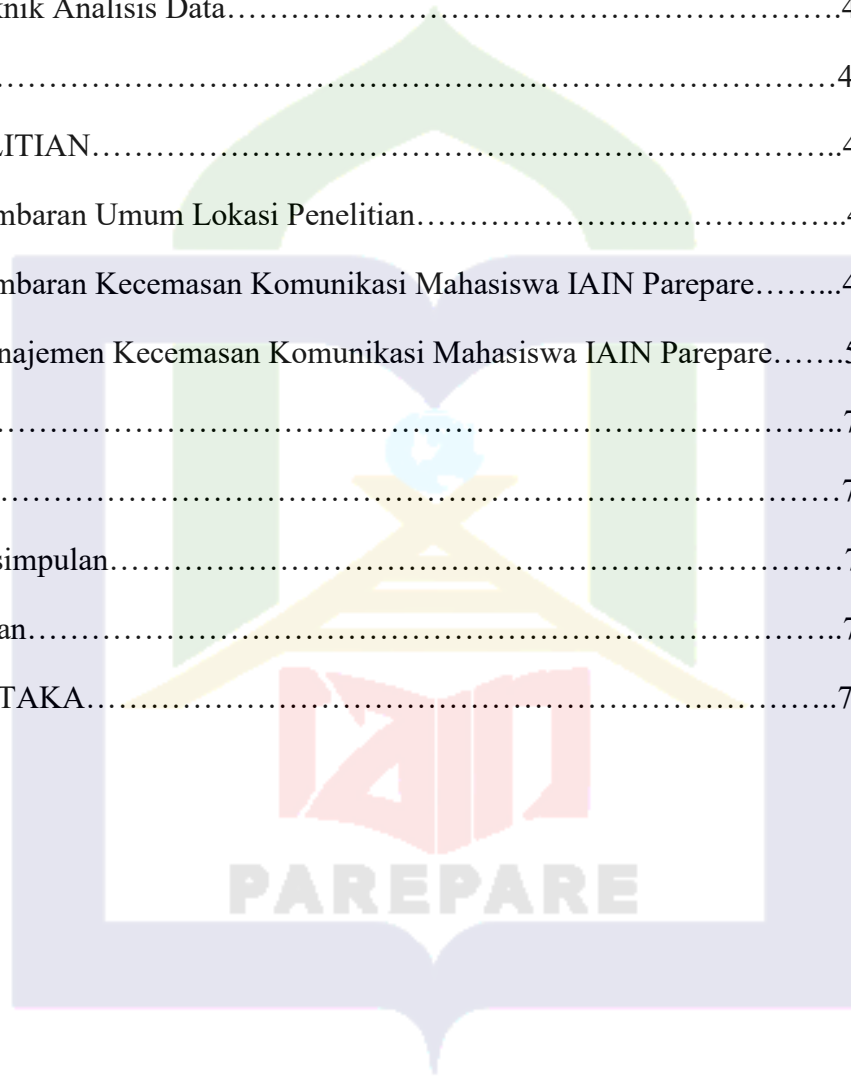 knik Analisis Data……………………………………………………..4
……………………………………………………………………………4
LITIAN…………………………………………………………………..4
mbaran Umum Lokasi Penelitian…………………………………….4
mbaran Kecemasan Komunikasi Mahasiswa IAIN Parepare……...4
najemen Kecemasan Komunikasi Mahasiswa IAIN Parepare…….5
…………………………………………………………………………..7
……………………………………………………………………………7
simpulan…………………………………………………………………7
an………………………………………………………………………..7
TAKA…………………………………………………………………..7
IAIN
PAREPARE